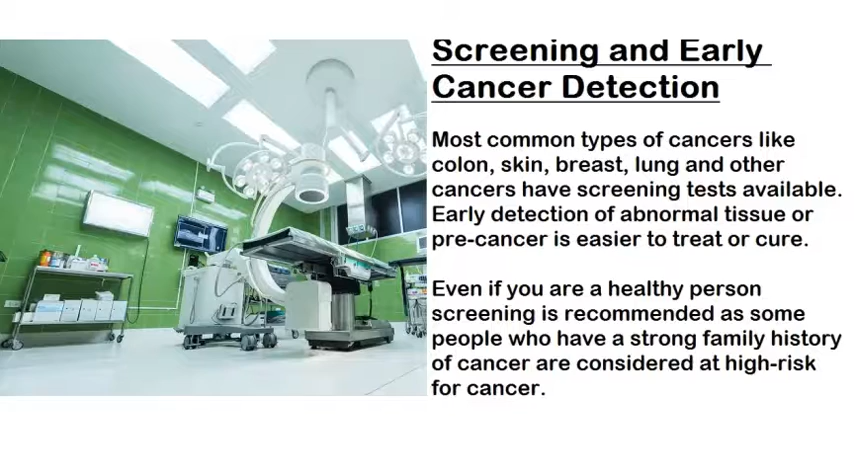 Screening and Early
Cancer Detection
Most common types of cancers like
colon, skin, breast, lung and other
cancers have screening tests available.
Early detection of abnormal tissue or
pre-cancer is easier to treat or cure.
Even if you are a healthy person
screening is recommended as some
people who have a strong family history
of cancer are considered at high-risk
for cancer.